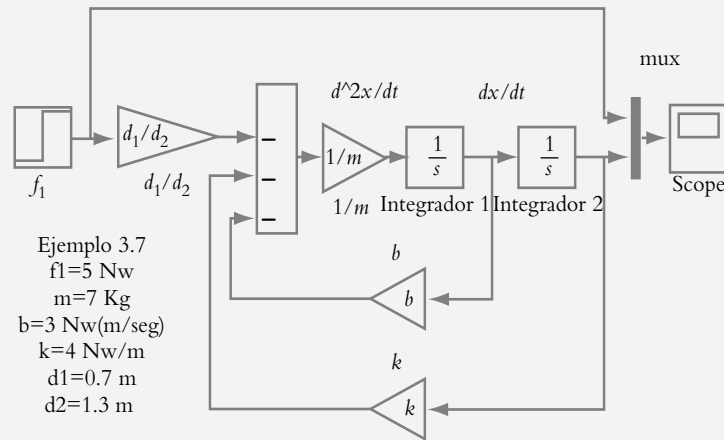 mux
d^2x/dt
dx/dt
d₁/d₂
1/m
1
s
1
s
f₁
d₁/d₂
1/m
Integrador 1
Integrador 2
Scope
−
−
−
b
b
k
k
Ejemplo 3.7
f1=5 Nw
m=7 Kg
b=3 Nw(m/seg)
k=4 Nw/m
d1=0.7 m
d2=1.3 m